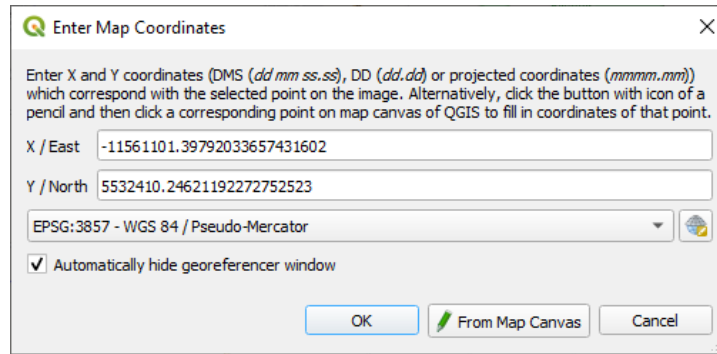 Enter Map Coordinates
Enter X and Y coordinates (DMS (dd mm ss.ss), DD (dd.dd) or projected coordinates (mmmm.mm))
which correspond with the selected point on the image. Alternatively, click the button with icon of a
pencil and then click a corresponding point on map canvas of QGIS to fill in coordinates of that point.
X / East -11561101.39792033657431602
Y / North 5532410.24621192272752523
EPSG:3857 - WGS 84 / Pseudo-Mercator
Automatically hide georeferencer window
OK From Map Canvas Cancel